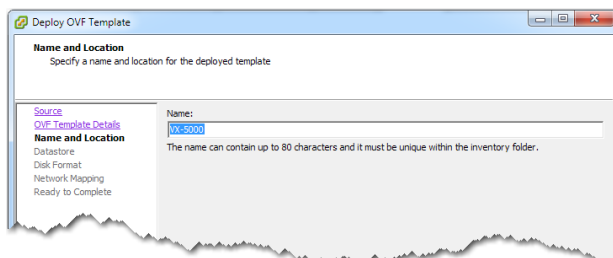 Deploy OVF Template
Name and Location
Specify a name and location for the deployed template
Source
OVF Template Details
Name and Location
Datastore
Disk Format
Network Mapping
Ready to Complete
Name:
VX-5000
The name can contain up to 80 characters and it must be unique within the inventory folder.